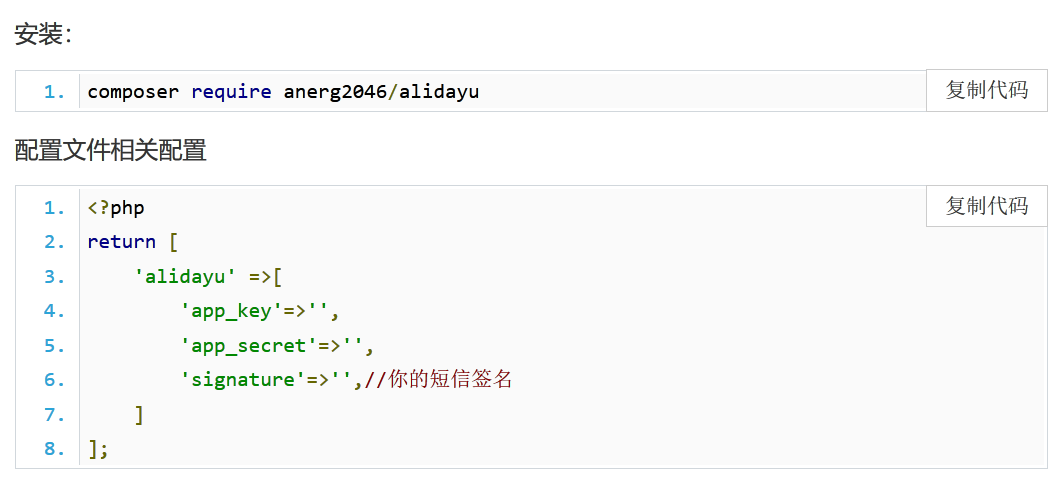 安装：
1. composer require anerg2046/alidayu
复制代码
配置文件相关配置
复制代码
1. <?php
2. return [
3.     'alidayu' =>[
4.         'app_key'=>'',
5.         'app_secret'=>'',
6.         'signature'=>'',//你的短信签名
7.     ]
8. ];